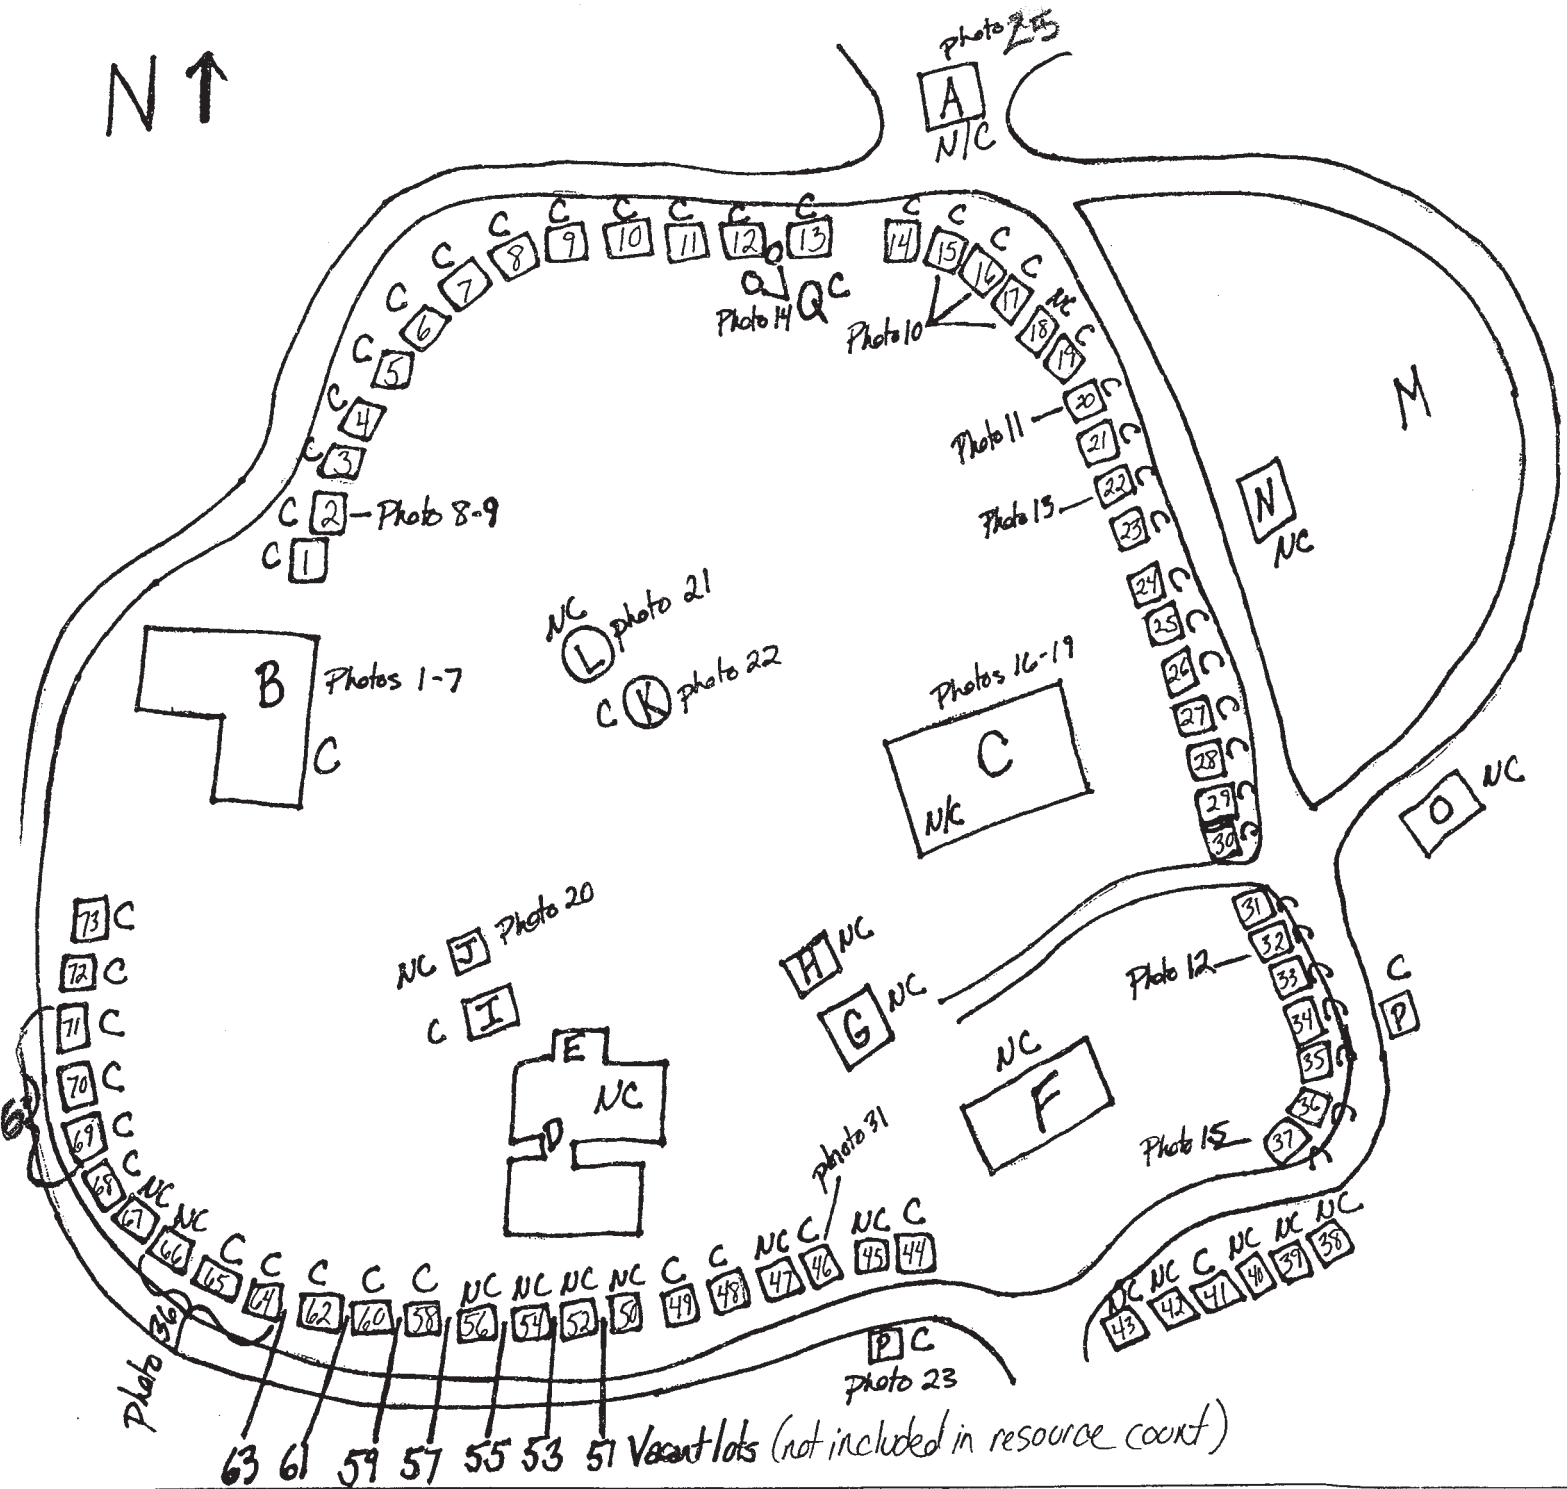 photo 25
N ↑
A
N/C
C C C C C C C C C C C
7 8 9 10 11 12 13 14 15 16 17
C 6
C 5
C 4
C 3
C 2 - Photo 8-9
C 1
Photo 14
Q C
Photo 10
NC 18
C 19
Photo 11
20 C
21 C
Photo 13
22 C
23 C
24 C
25 C
26 C
27 C
28 C
29 C
30 C
M
N
NC
NC
L photo 21
C K photo 22
B Photos 1-7
C
Photos 16-19
C
N/C
O NC
73 C
72 C
71 C
70 C
69 C
68 C
67 NC
66 NC
65 C
64 C
NC J Photo 20
C I
H NC
G NC
E
NC
D
NC
F
31 C
Photo 12
32 C
33 C
34 C
35 C
36 C
Photo 15
37 C
C
P
photo 31
C C C NC NC NC NC C C NC C NC C
62 60 58 56 54 52 50 49 48 47 46 45 44
NC NC C NC NC NC
43 42 41 40 39 38
P C
Photo 23
Photo 36
63 61 59 57 55 53 51 Vacant lots (not included in resource count)